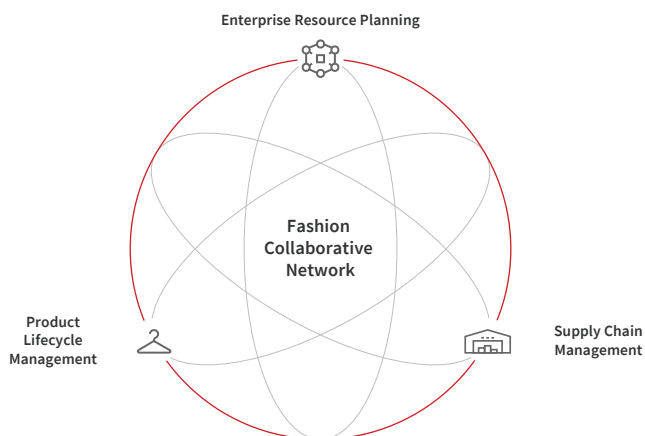 Enterprise Resource Planning
Fashion
Collaborative
Network
Product
Lifecycle
Management
Supply Chain
Management